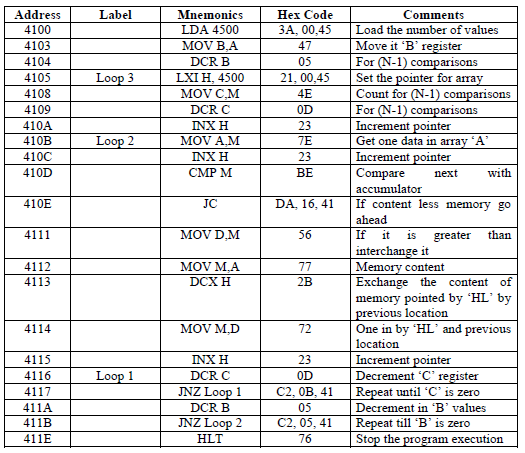 Address Label Mnemonics Hex Code Comments
4100 LDA 4500 3A, 00,45 Load the number of values
4103 MOV B,A 47 Move it ‘B’ register
4104 DCR B 05 For (N-1) comparisons
4105 Loop 3 LXI H, 4500 21, 00,45 Set the pointer for array
4108 MOV C,M 4E Count for (N-1) comparisons
4109 DCR C 0D For (N-1) comparisons
410A INX H 23 Increment pointer
410B Loop 2 MOV A,M 7E Get one data in array ‘A’
410C INX H 23 Increment pointer
410D CMP M BE Compare next with
accumulator
410E JC DA, 16, 41 If content less memory go
ahead
4111 MOV D,M 56 If it is greater than
interchange it
4112 MOV M,A 77 Memory content
4113 DCX H 2B Exchange the content of
memory pointed by ‘HL’ by
previous location
4114 MOV M,D 72 One in by ‘HL’ and previous
location
4115 INX H 23 Increment pointer
4116 Loop 1 DCR C 0D Decrement ‘C’ register
4117 JNZ Loop 1 C2, 0B, 41 Repeat until ‘C’ is zero
411A DCR B 05 Decrement in ‘B’ values
411B JNZ Loop 2 C2, 05, 41 Repeat till ‘B’ is zero
411E HLT 76 Stop the program execution